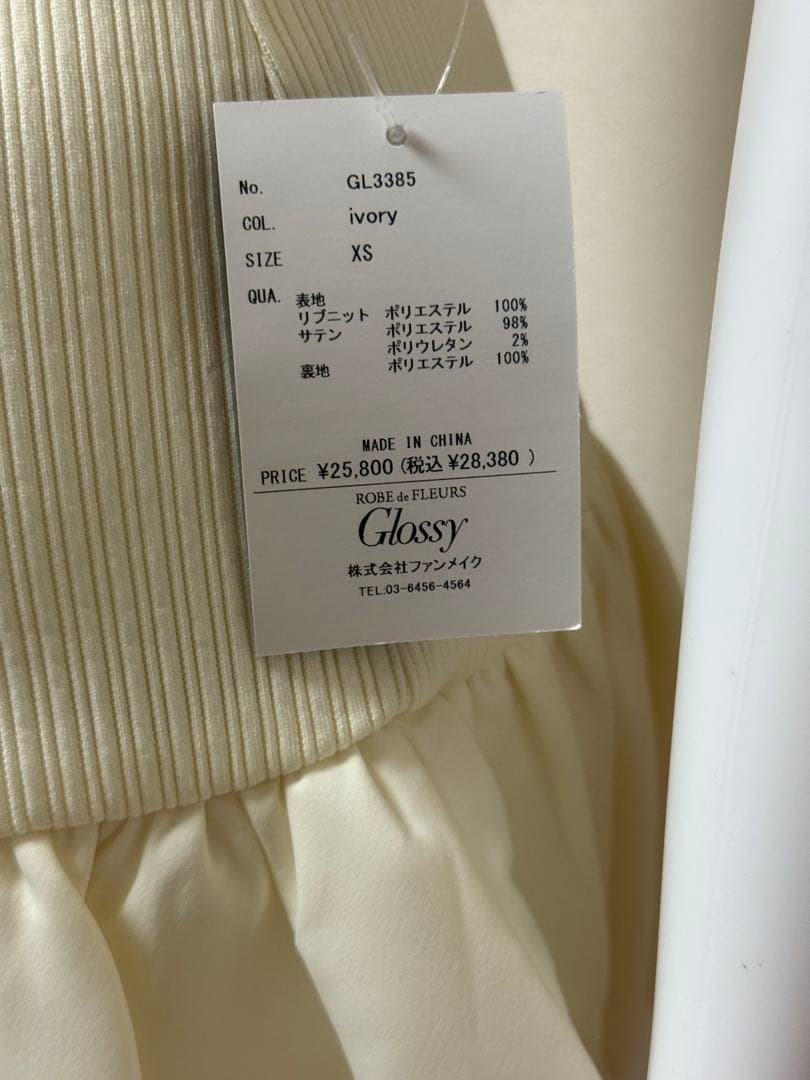 No. GL3385
COL. ivory
SIZE XS
QUA. 表地
リブニット ポリエステル 100%
サテン ポリエステル 98%
ポリウレタン 2%
裏地 ポリエステル 100%
MADE IN CHINA
PRICE ¥25,800 (税込 ¥28,380 )
ROBE de FLEURS
Glossy
株式会社ファンメイク
TEL:03-6456-4564